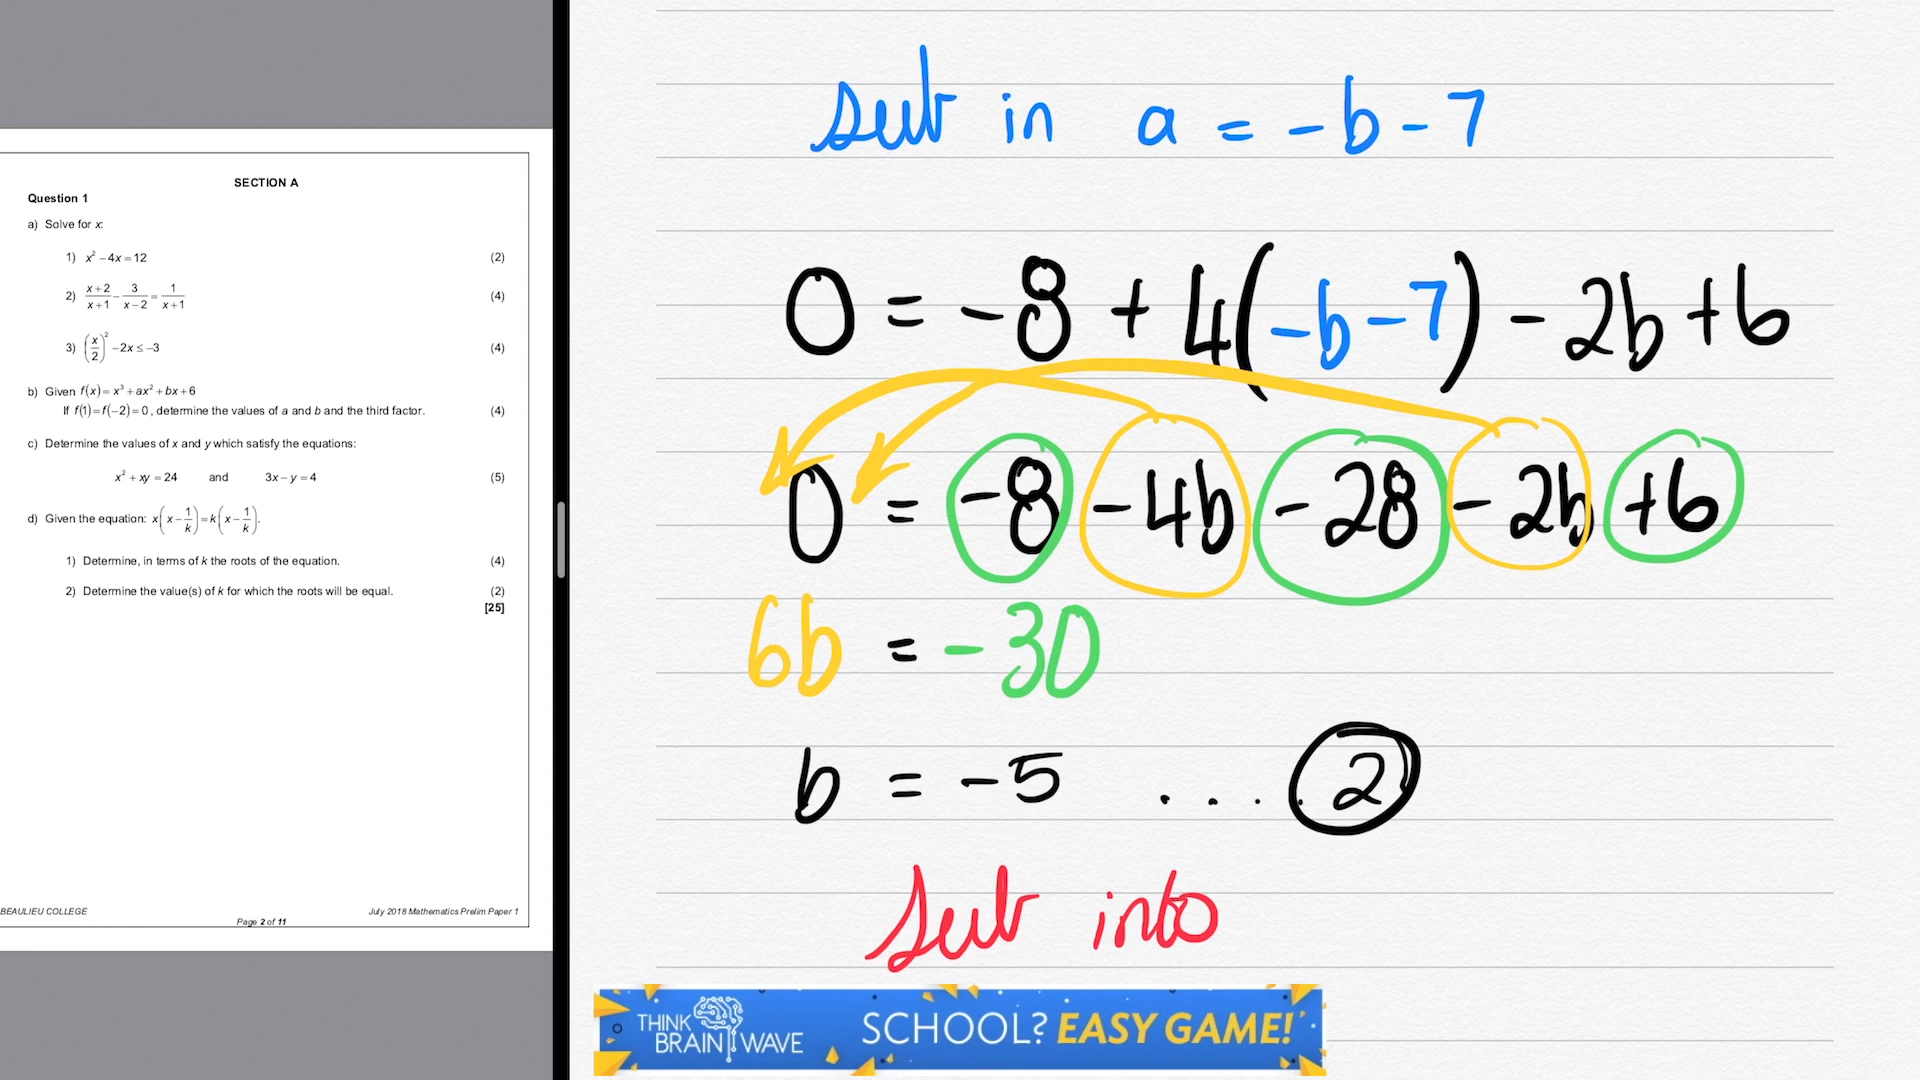 SECTION A
Question 1
a) Solve for x:
1) x² – 4x = 12 (2)
2) x+2/x+1 – 3/x–2 = 1/x+1 (4)
3) (x/2)² – 2x ≤ –3 (4)
b) Given f(x) = x³ + ax² + bx + 6
If f(1) = f(–2) = 0, determine the values of a and b and the third factor. (4)
c) Determine the values of x and y which satisfy the equations:
x² + xy = 24 and 3x – y = 4 (5)
d) Given the equation: x(x – 1/k) = k(x – 1/k).
1) Determine, in terms of k the roots of the equation. (4)
2) Determine the value(s) of k for which the roots will be equal. (2)
[25]
BEAULIEU COLLEGE July 2018 Mathematics Prelim Paper 1
Page 2 of 11
sub in a = -b - 7
0 = -8 + 4(-b - 7) - 2b + 6
0 = -8 - 4b - 28 - 2b + 6
6b = -30
b = -5 .... 2
Sub into
THINK BRAIN WAVE
SCHOOL? EASY GAME!